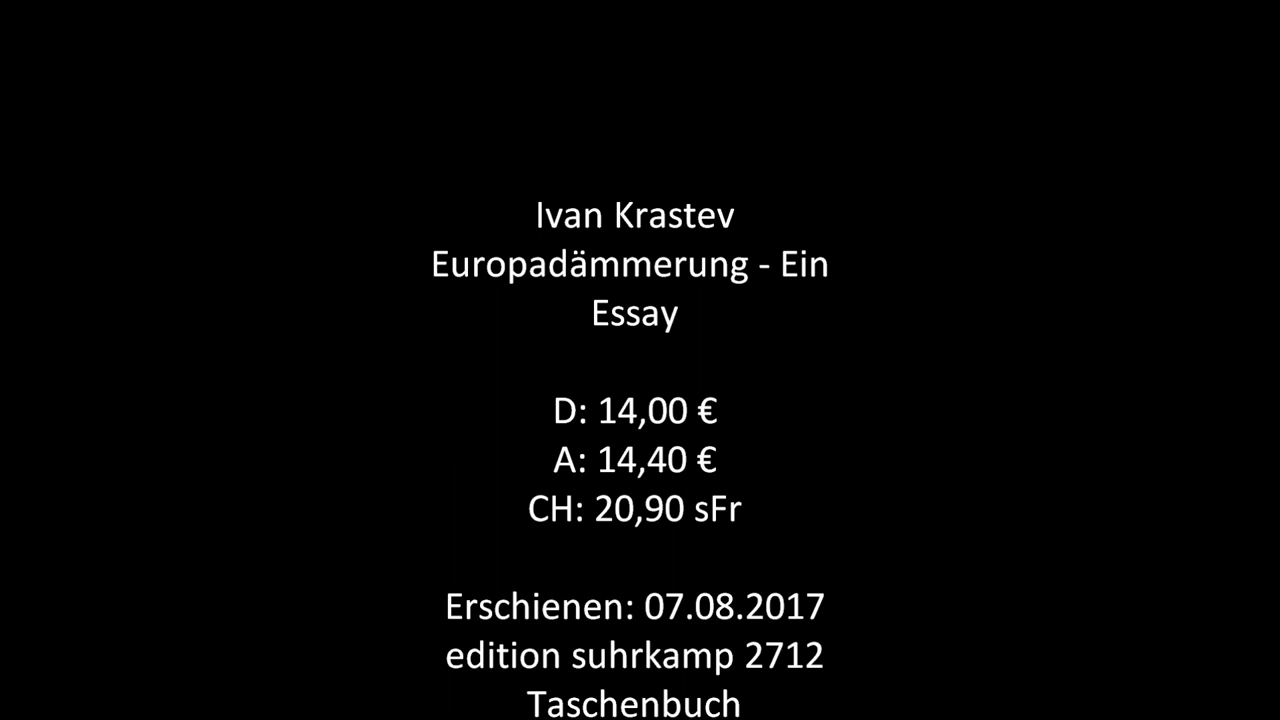 Ivan Krastev
Europadämmerung - Ein
Essay
D: 14,00 €
A: 14,40 €
CH: 20,90 sFr
Erschienen: 07.08.2017
edition suhrkamp 2712
Taschenbuch